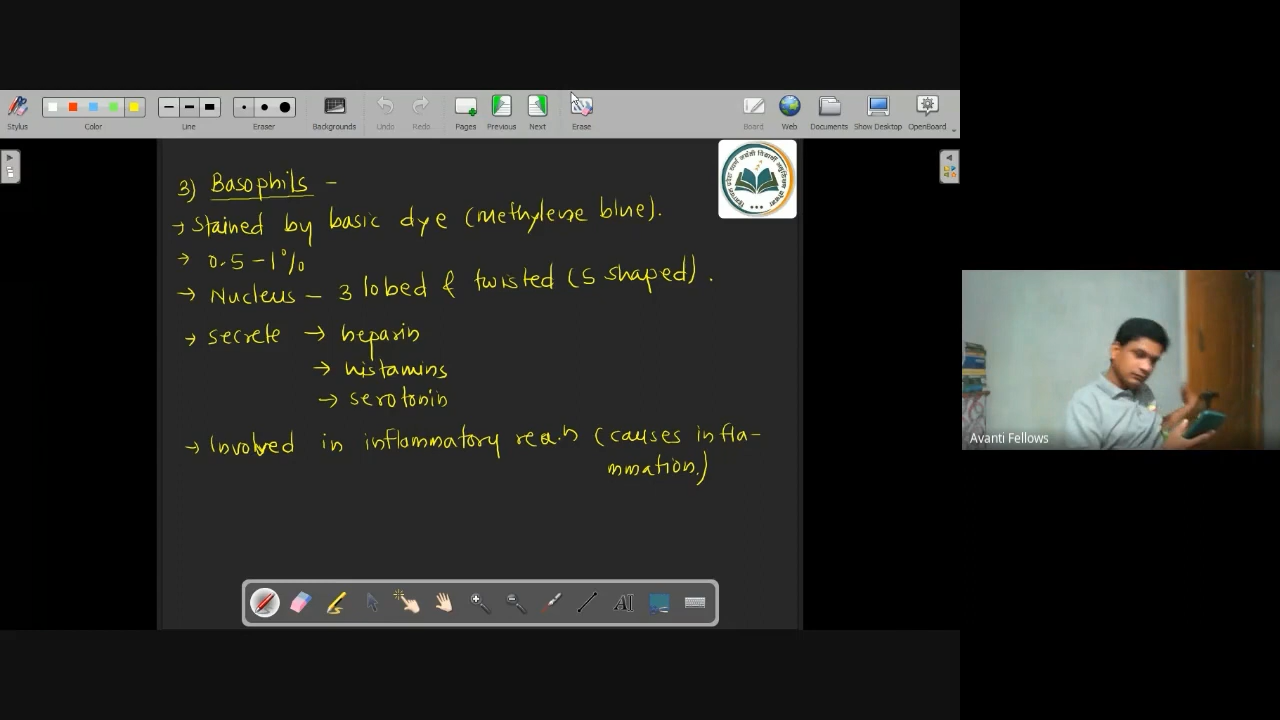 Stylus
Color
Line
Eraser
Backgrounds
Undo
Redo
Pages
Previous
Next
Erase
Board
Web
Documents
Show Desktop
OpenBoard
3) Basophils -
→ Stained by basic dye (methylene blue).
→ 0.5-1%
→ Nucleus - 3 lobed & twisted (S shaped).
→ secrete → heparin
→ histamins
→ serotonin
→ Involved in inflammatory reacn (causes infla-
mmation.)
Avanti Fellows